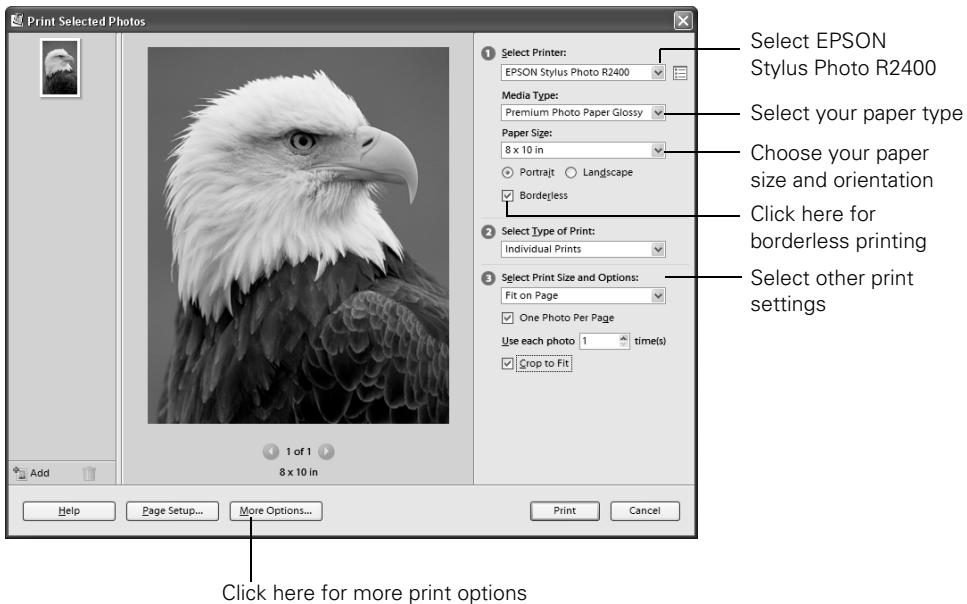 Print Selected Photos
1 Select Printer:
EPSON Stylus Photo R2400
Media Type:
Premium Photo Paper Glossy
Paper Size:
8 x 10 in
Portrait Landscape
Borderless
2 Select Type of Print:
Individual Prints
3 Select Print Size and Options:
Fit on Page
One Photo Per Page
Use each photo 1 time(s)
Crop to Fit
1 of 1
8 x 10 in
Add
Help Page Setup... More Options... Print Cancel
Select EPSON
Stylus Photo R2400
Select your paper type
Choose your paper
size and orientation
Click here for
borderless printing
Select other print
settings
Click here for more print options